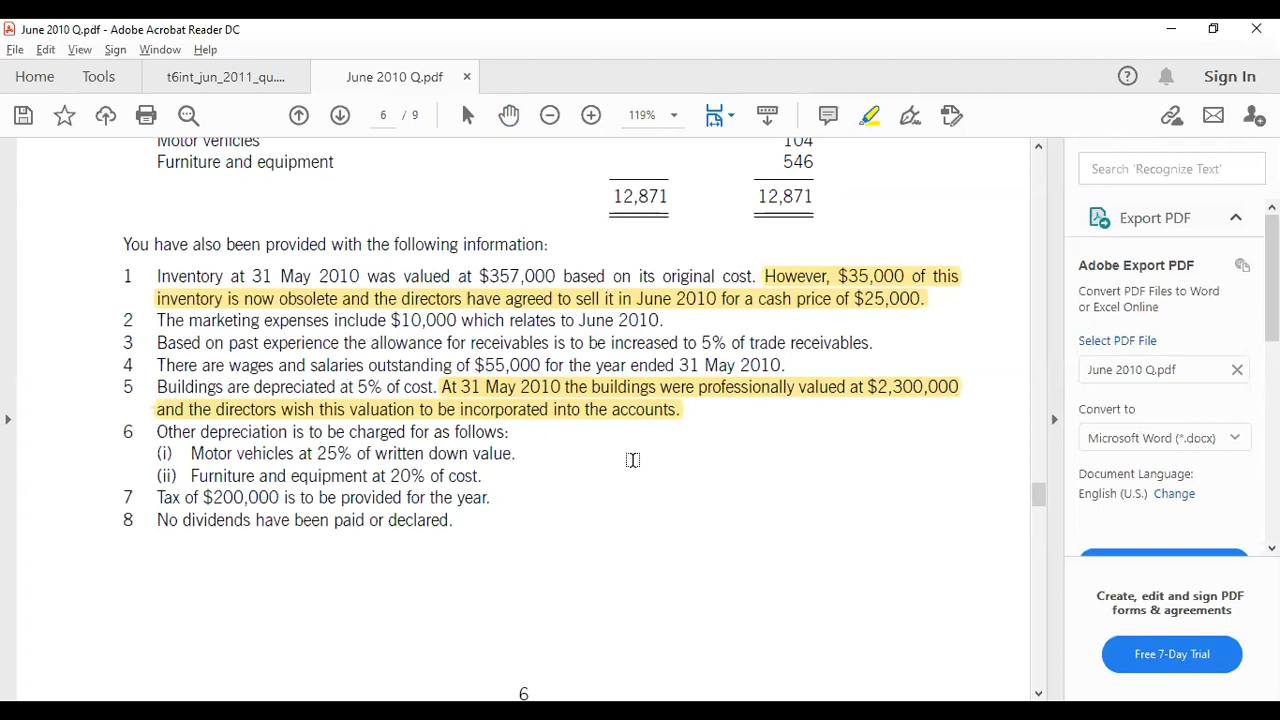 June 2010 Q.pdf - Adobe Acrobat Reader DC
File Edit View Sign Window Help
Home Tools t6int_jun_2011_qu.... June 2010 Q.pdf × Sign In
6 / 9 119%
Motor vehicles 104
Furniture and equipment 546
12,871 12,871
You have also been provided with the following information:
1 Inventory at 31 May 2010 was valued at $357,000 based on its original cost. However, $35,000 of this
inventory is now obsolete and the directors have agreed to sell it in June 2010 for a cash price of $25,000.
2 The marketing expenses include $10,000 which relates to June 2010.
3 Based on past experience the allowance for receivables is to be increased to 5% of trade receivables.
4 There are wages and salaries outstanding of $55,000 for the year ended 31 May 2010.
5 Buildings are depreciated at 5% of cost. At 31 May 2010 the buildings were professionally valued at $2,300,000
and the directors wish this valuation to be incorporated into the accounts.
6 Other depreciation is to be charged for as follows:
(i) Motor vehicles at 25% of written down value.
(ii) Furniture and equipment at 20% of cost.
7 Tax of $200,000 is to be provided for the year.
8 No dividends have been paid or declared.
6
Search 'Recognize Text'
Export PDF
Adobe Export PDF
Convert PDF Files to Word
or Excel Online
Select PDF File
June 2010 Q.pdf
Convert to
Microsoft Word (*.docx)
Document Language:
English (U.S.) Change
Create, edit and sign PDF
forms & agreements
Free 7-Day Trial